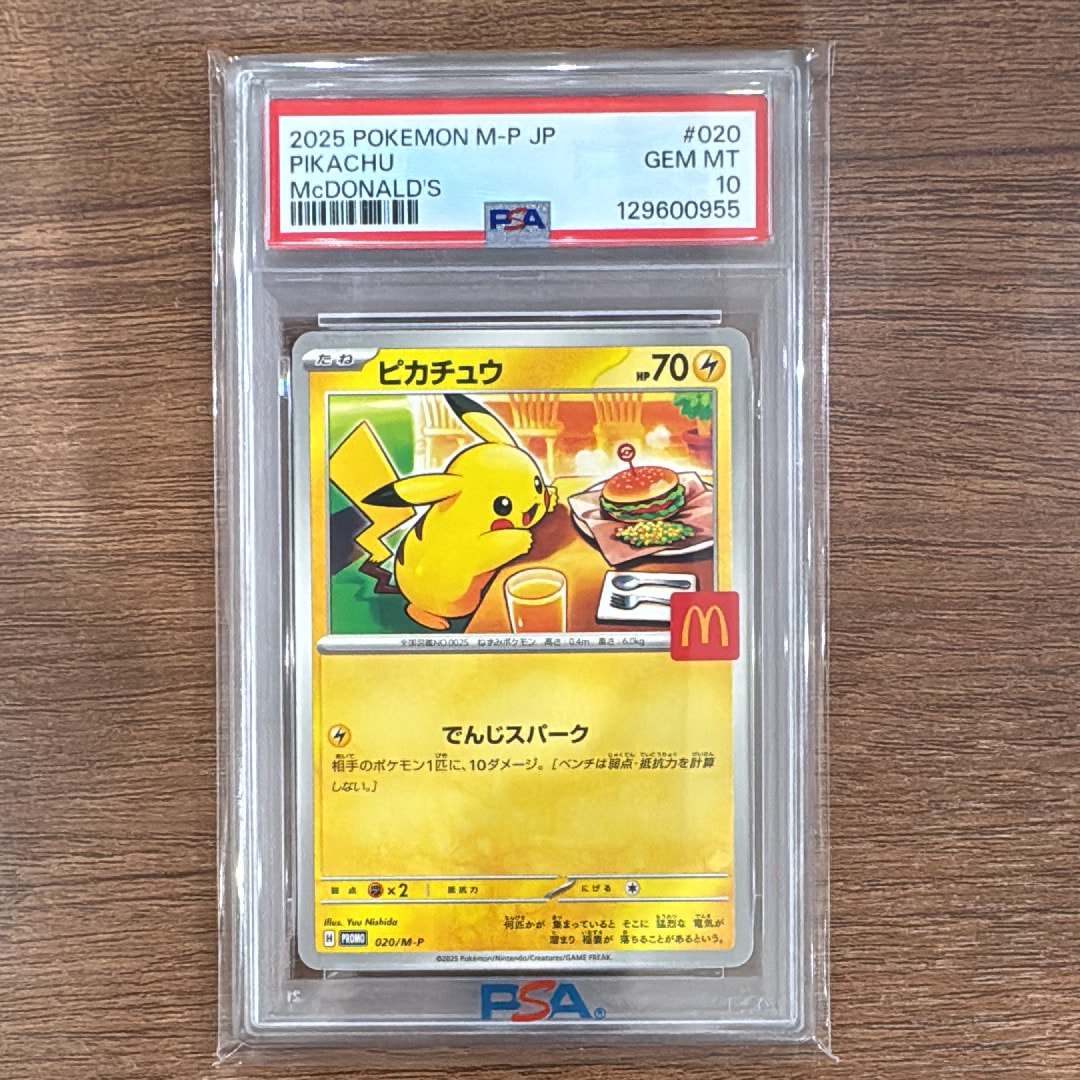 2025 POKEMON M-P JP #020
PIKACHU GEM MT
McDONALD'S 10
129600955
PSA
たね ピカチュウ HP70
全国図鑑NO.0025 ねずみポケモン 高さ:0.4m 重さ:6.0kg
でんじスパーク
相手のポケモン1匹に、10ダメージ。[ベンチは弱点・抵抗力を計算
しない。]
弱点 ×2 抵抗力 にげる
illus. Yuu Nishida
何匹かが 集まっていると そこに 猛烈な 電気が
溜まり 稲妻が 落ちることがあるという。
H PROMO 020/M-P
©2025 Pokémon/Nintendo/Creatures/GAME FREAK.
PSA®